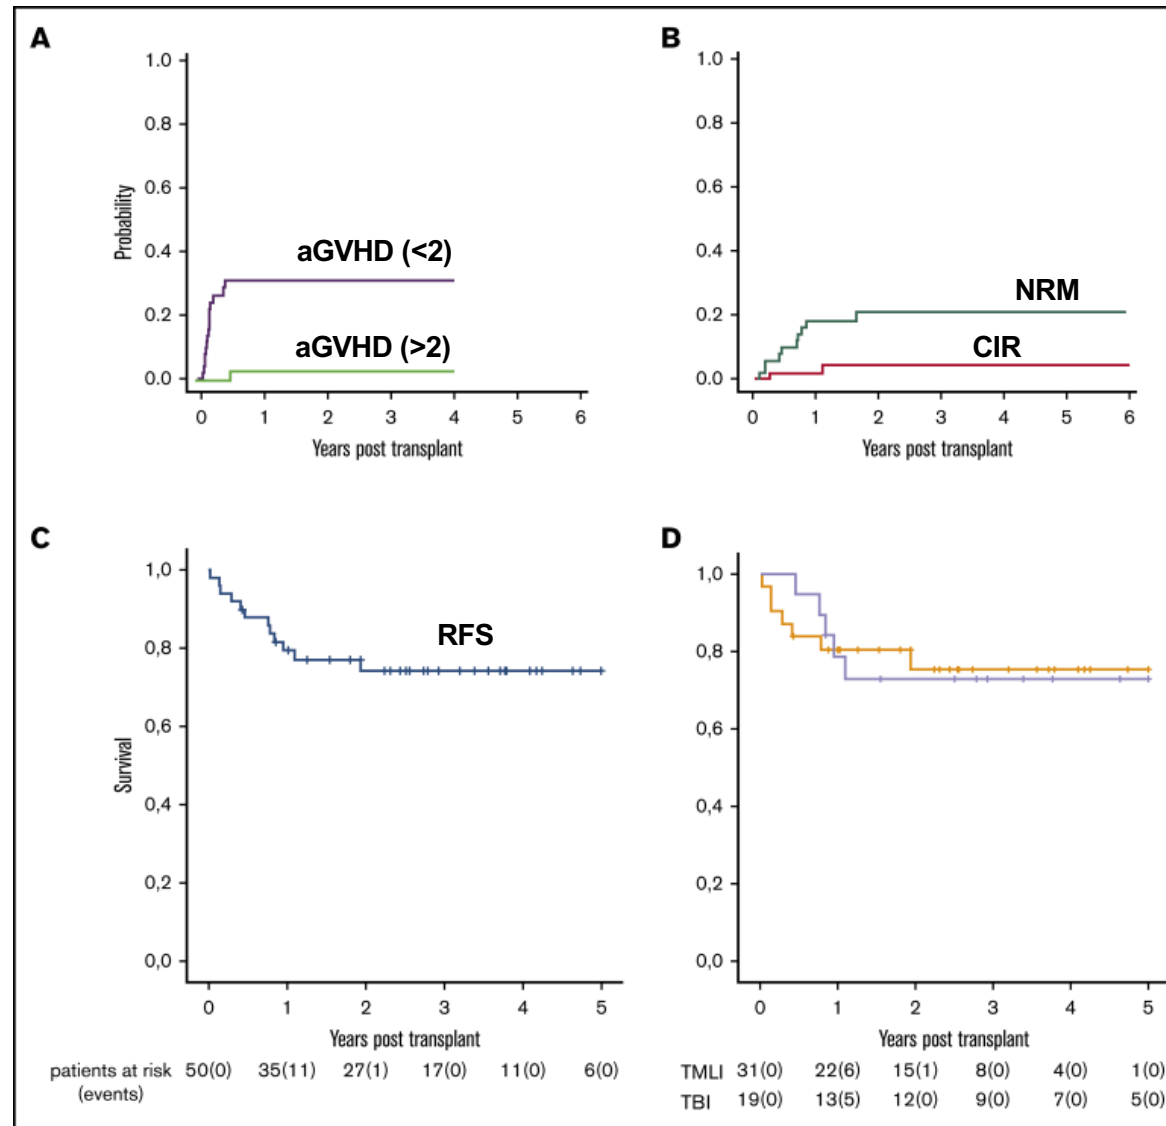 A
1.0
0.8
0.6
0.4
0.2
0.0
Probability
aGVHD (<2)
aGVHD (>2)
0 1 2 3 4 5 6
Years post transplant
B
1.0
0.8
0.6
0.4
0.2
0.0
NRM
CIR
0 1 2 3 4 5 6
Years post transplant
C
1,0
0,8
0,6
0,4
0,2
0,0
Survival
RFS
0 1 2 3 4 5
Years post transplant
patients at risk 50(0) 35(11) 27(1) 17(0) 11(0) 6(0)
(events)
D
1,0
0,8
0,6
0,4
0,2
0,0
0 1 2 3 4 5
Years post transplant
TMLI 31(0) 22(6) 15(1) 8(0) 4(0) 1(0)
TBI 19(0) 13(5) 12(0) 9(0) 7(0) 5(0)